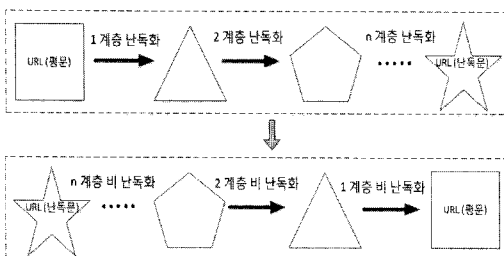 1 계층 난독화
2 계층 난독화
n 계층 난독화
URL(평문)
.....
URL(난독문)
n 계층 비 난독화
2 계층 비 난독화
1 계층 비 난독화
URL(난독문)
.....
URL(평문)